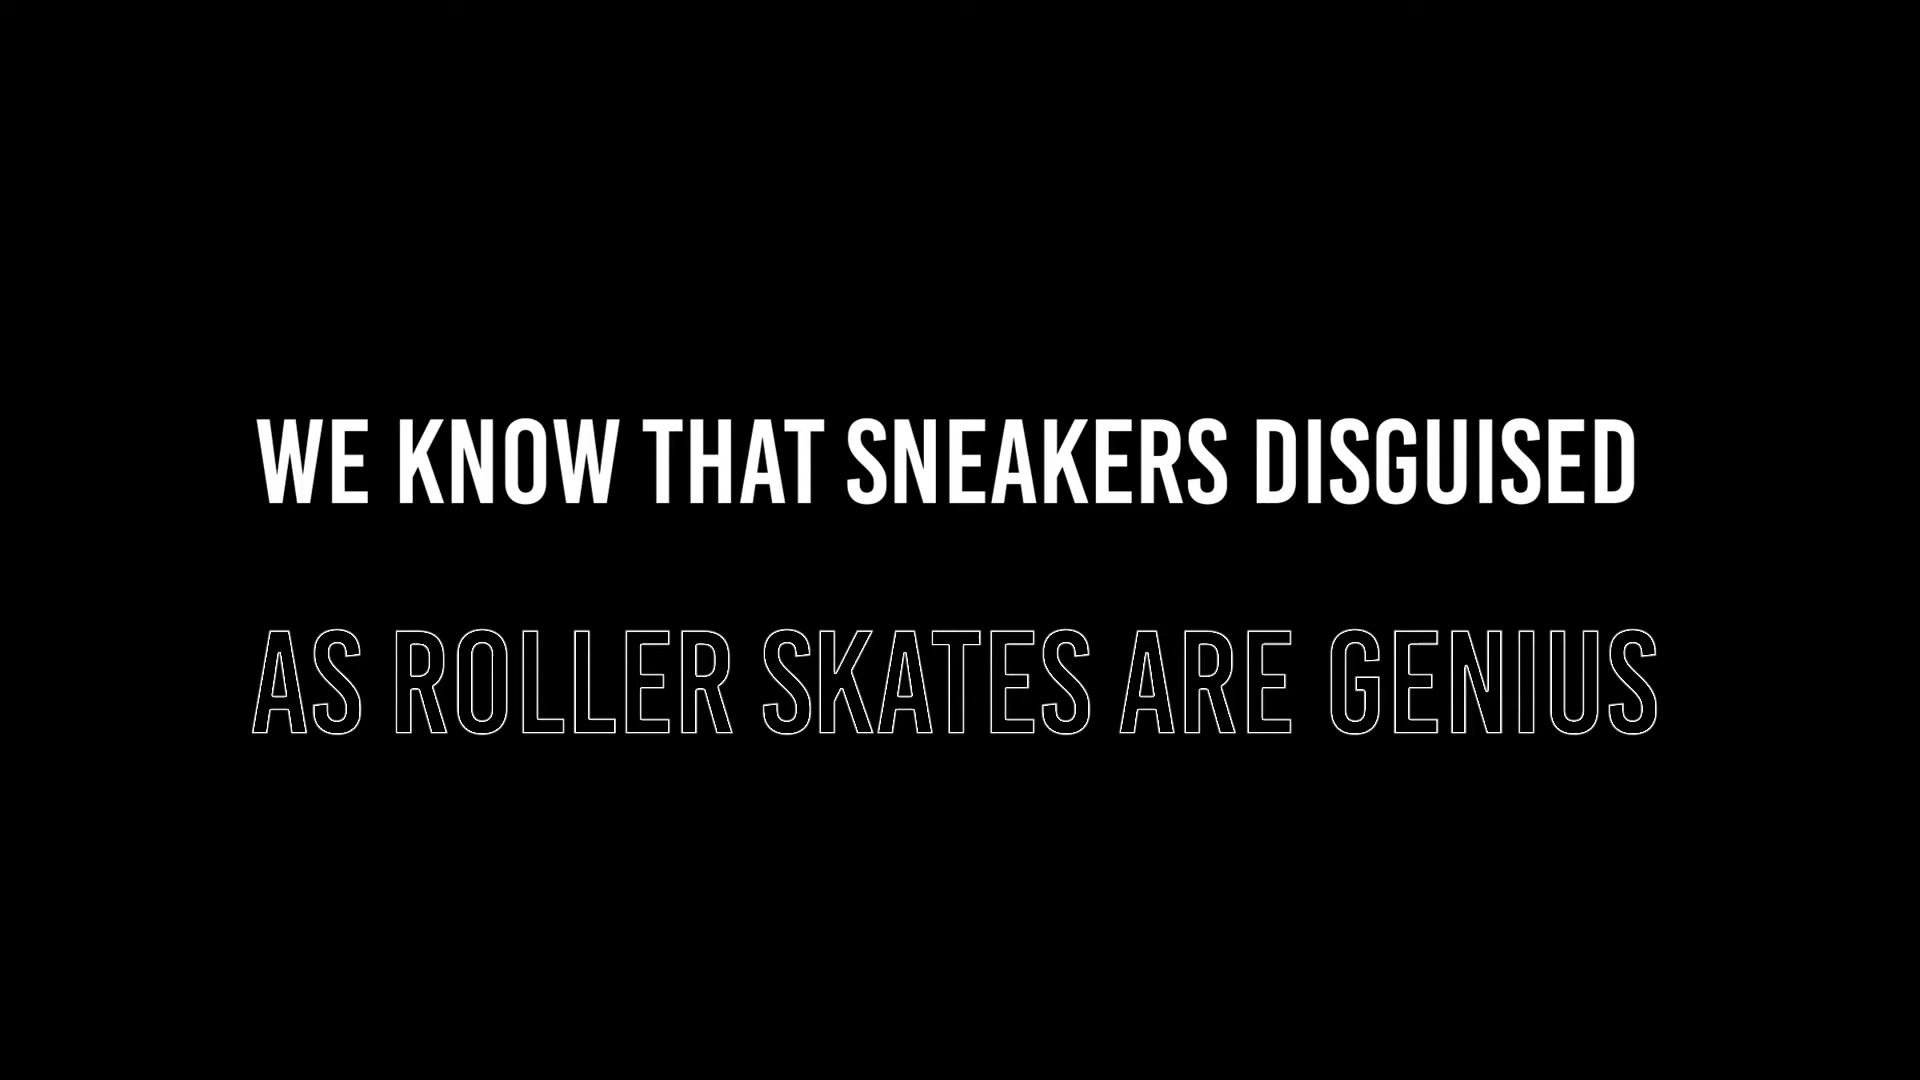 WE KNOW THAT SNEAKERS DISGUISED
AS ROLLER SKATES ARE GENIUS